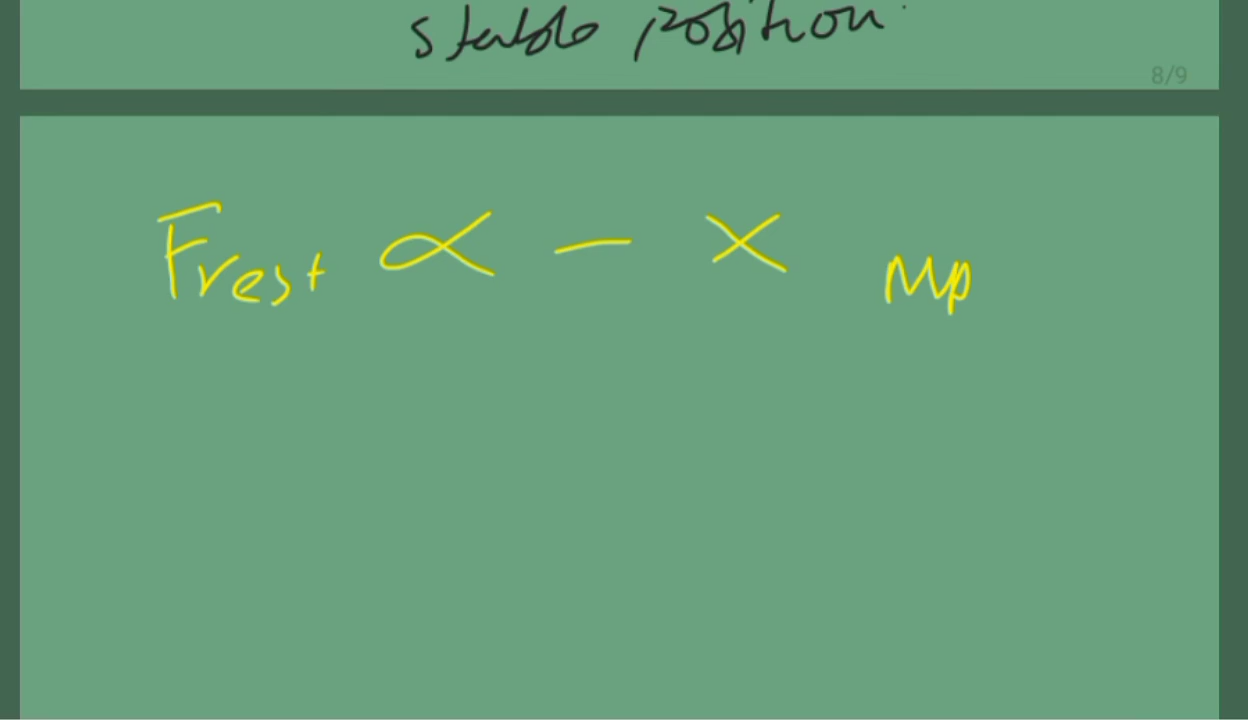 stable position.
8/9
Frest ∝ - x Mp